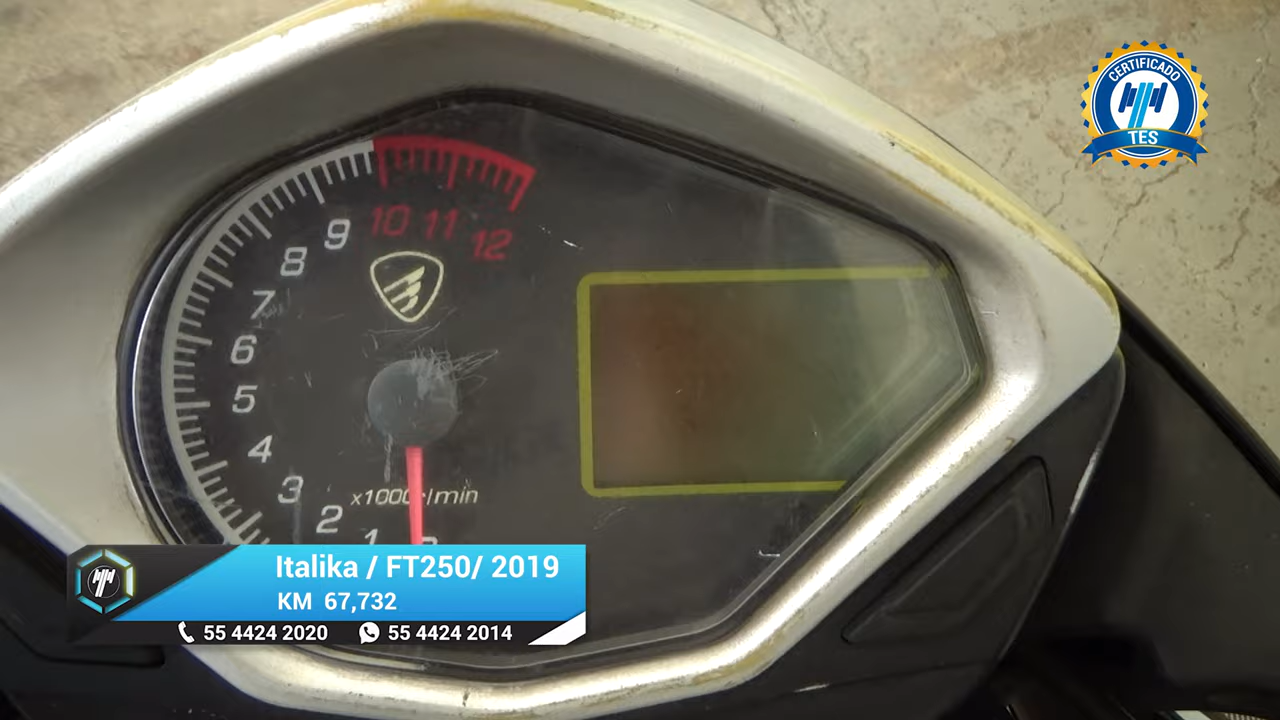 CERTIFICADO
TES
10 11 12
9
8
7
6
5
4
3
2
1
x1000r/min
Italika / FT250/ 2019
KM 67,732
55 4424 2020 55 4424 2014